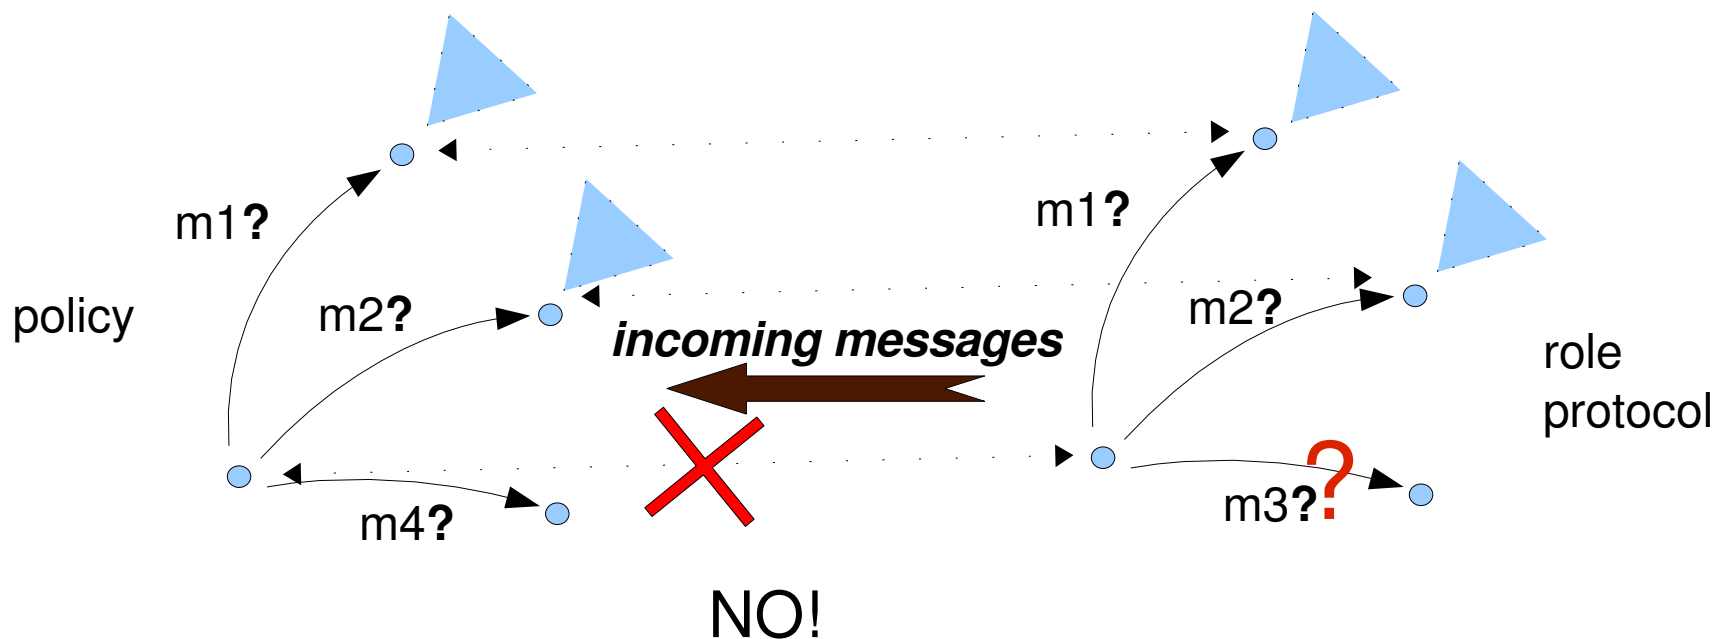 m1?
m1?
policy
m2?
m2?
incoming messages
role
protocol
m4?
m3??
NO!